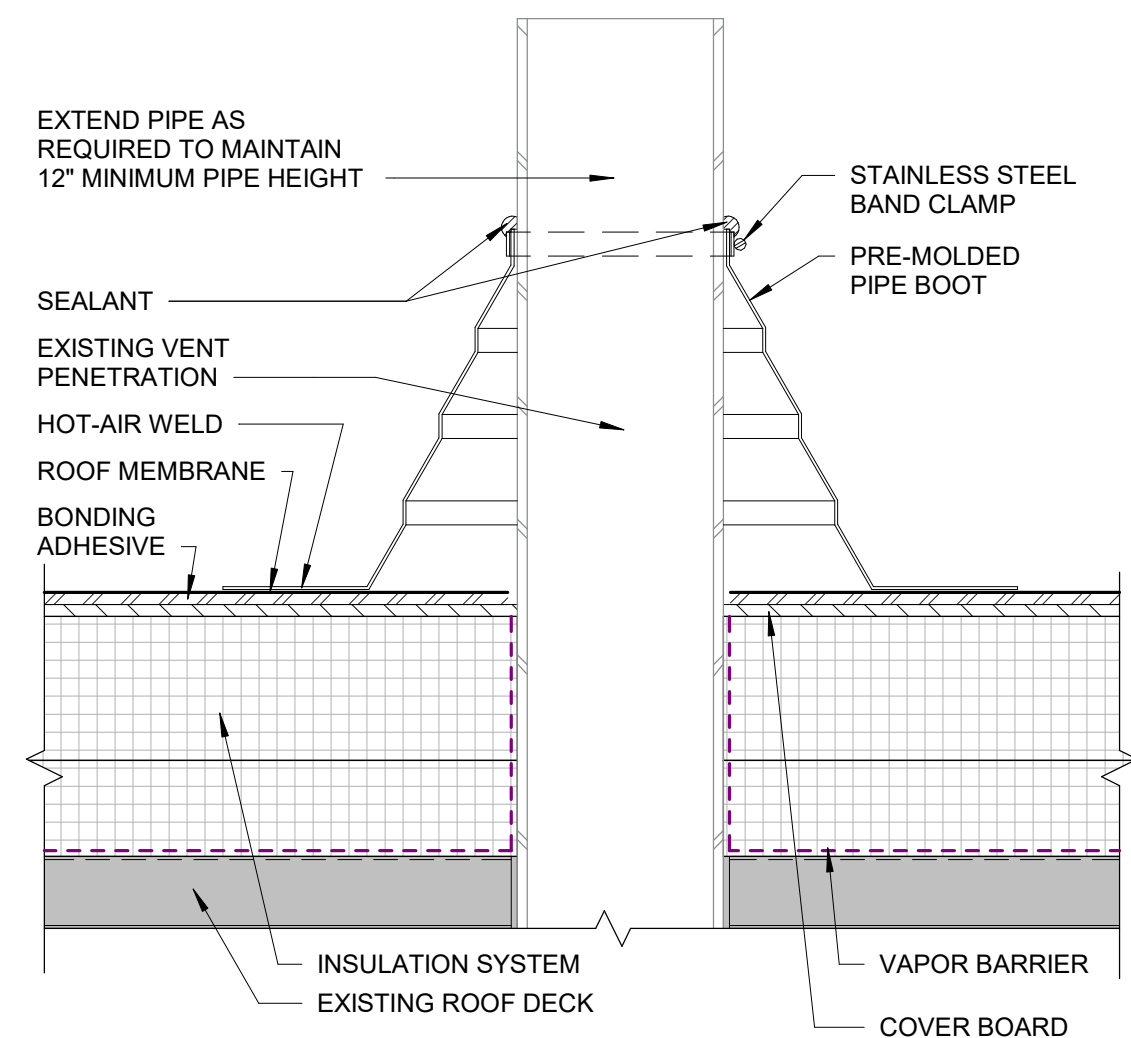 EXTEND PIPE AS
REQUIRED TO MAINTAIN
12" MINIMUM PIPE HEIGHT
STAINLESS STEEL
BAND CLAMP
PRE-MOLDED
PIPE BOOT
SEALANT
EXISTING VENT
PENETRATION
HOT-AIR WELD
ROOF MEMBRANE
BONDING
ADHESIVE
INSULATION SYSTEM
EXISTING ROOF DECK
VAPOR BARRIER
COVER BOARD